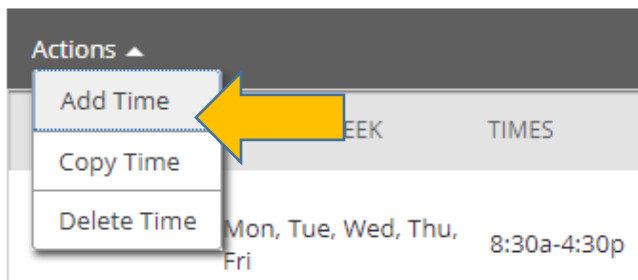 Actions
Add Time
EEK TIMES
Copy Time
Delete Time
Mon, Tue, Wed, Thu, 8:30a-4:30p
Fri